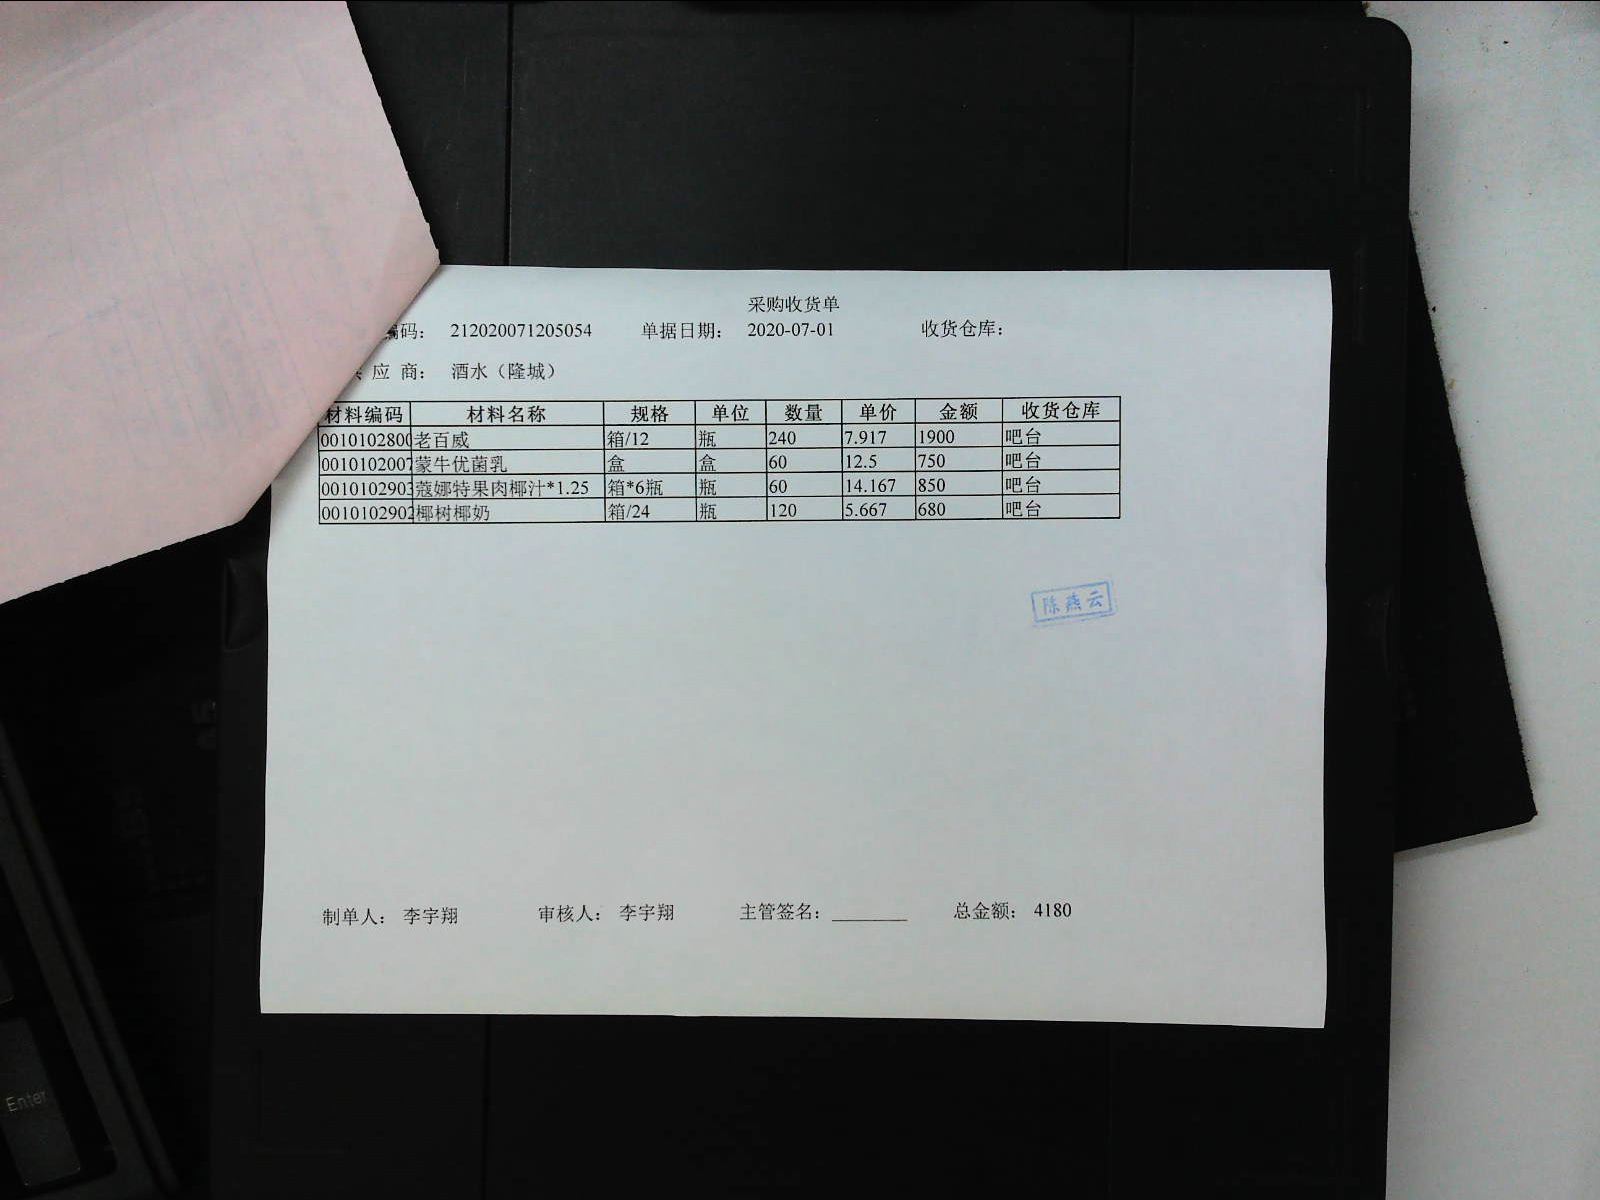 采购收货单
编码： 212020071205054 单据日期： 2020-07-01 收货仓库：
应 商： 酒水（隆城）
材料编码 材料名称 规格 单位 数量 单价 金额 收货仓库
0010102800 老百威 箱/12 瓶 240 7.917 1900 吧台
0010102007 蒙牛优菌乳 盒 盒 60 12.5 750 吧台
0010102903 蔻娜特果肉椰汁*1.25 箱*6瓶 瓶 60 14.167 850 吧台
0010102902 椰树椰奶 箱/24 瓶 120 5.667 680 吧台
陈燕云
制单人： 李宇翔 审核人： 李宇翔 主管签名：________ 总金额： 4180
Enter